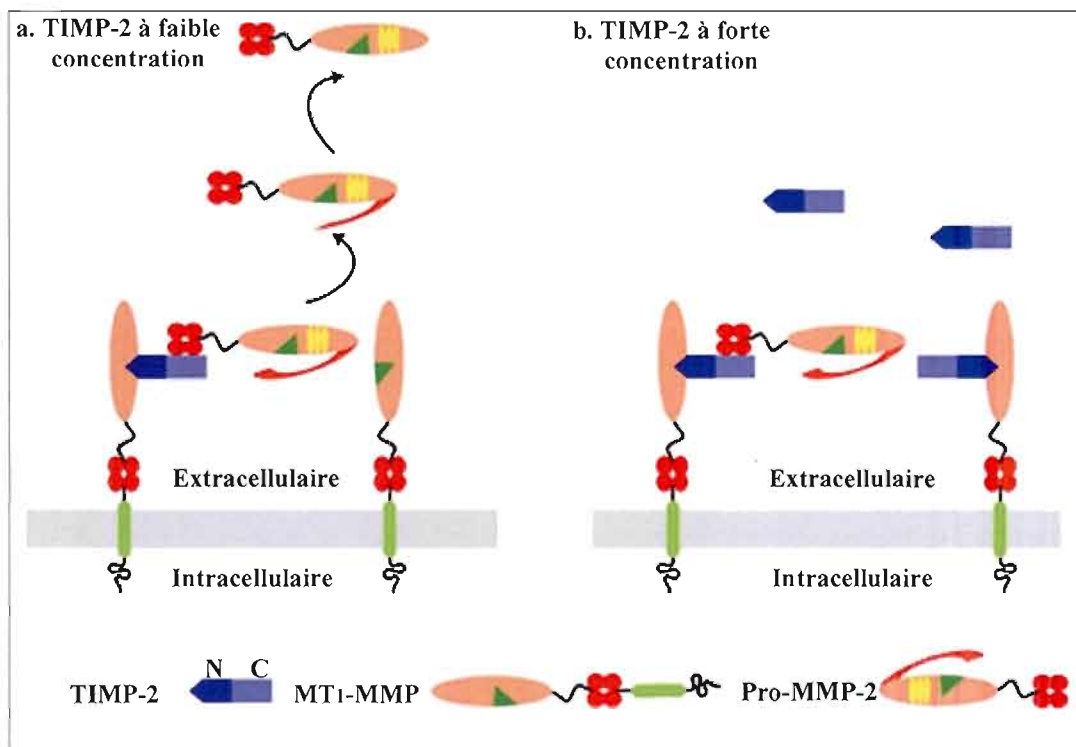 a. TIMP-2 à faible
concentration
b. TIMP-2 à forte
concentration
Extracellulaire
Intracellulaire
Extracellulaire
Intracellulaire
N C
TIMP-2
MT1-MMP
Pro-MMP-2